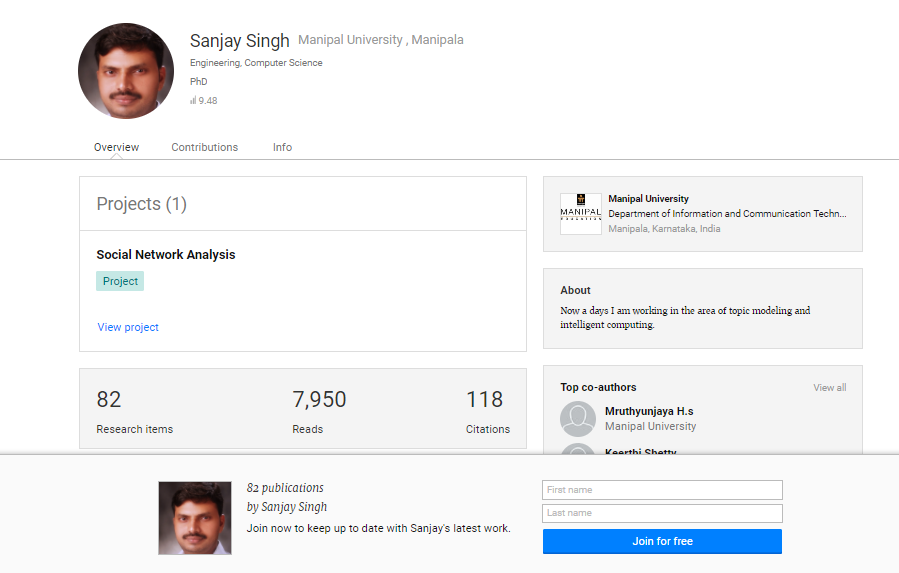 Sanjay Singh Manipal University , Manipala
Engineering, Computer Science
PhD
9.48
Overview Contributions Info
Projects (1)
Social Network Analysis
Project
View project
82 7,950 118
Research items Reads Citations
MANIPAL
Manipal University
Department of Information and Communication Techn...
Manipala, Karnataka, India
About
Now a days I am working in the area of topic modeling and
intelligent computing.
Top co-authors View all
Mruthyunjaya H.s
Manipal University
Keerthi Shetty
82 publications
by Sanjay Singh
Join now to keep up to date with Sanjay's latest work.
First name
Last name
Join for free